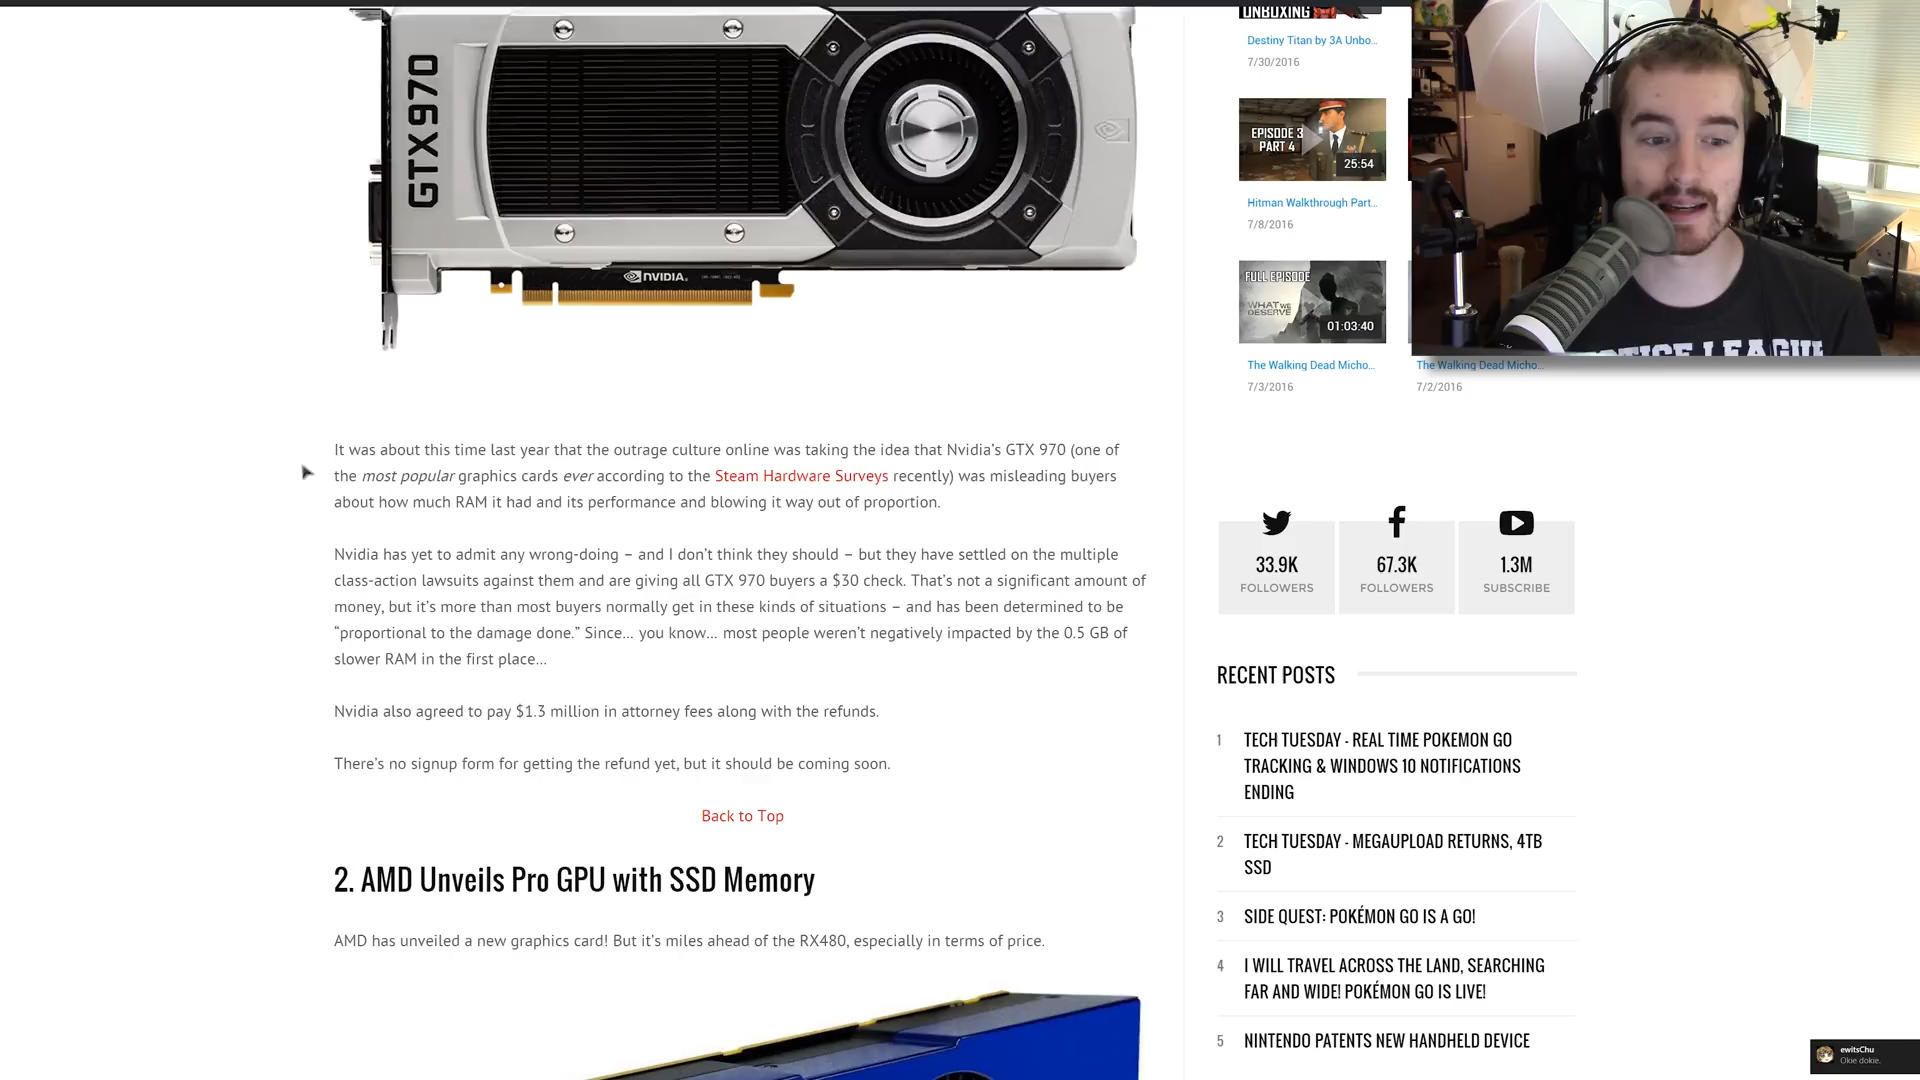 GTX 970
NVIDIA
It was about this time last year that the outrage culture online was taking the idea that Nvidia's GTX 970 (one of
the most popular graphics cards ever according to the Steam Hardware Surveys recently) was misleading buyers
about how much RAM it had and its performance and blowing it way out of proportion.
Nvidia has yet to admit any wrong-doing – and I don't think they should – but they have settled on the multiple
class-action lawsuits against them and are giving all GTX 970 buyers a $30 check. That's not a significant amount of
money, but it's more than most buyers normally get in these kinds of situations – and has been determined to be
“proportional to the damage done.” Since… you know… most people weren't negatively impacted by the 0.5 GB of
slower RAM in the first place…
Nvidia also agreed to pay $1.3 million in attorney fees along with the refunds.
There's no signup form for getting the refund yet, but it should be coming soon.
Back to Top
2. AMD Unveils Pro GPU with SSD Memory
AMD has unveiled a new graphics card! But it's miles ahead of the RX480, especially in terms of price.
UNBOXING
Destiny Titan by 3A Unbo...
7/30/2016
EPISODE 3
PART 4
25:54
Hitman Walkthrough Part...
7/8/2016
FULL EPISODE
WHAT WE
DESERVE
01:03:40
The Walking Dead Micho...
7/3/2016
The Walking Dead Micho...
7/2/2016
JUSTICE LEAGUE
33.9K
FOLLOWERS
67.3K
FOLLOWERS
1.3M
SUBSCRIBE
RECENT POSTS
1 TECH TUESDAY - REAL TIME POKEMON GO
TRACKING & WINDOWS 10 NOTIFICATIONS
ENDING
2 TECH TUESDAY - MEGAUPLOAD RETURNS, 4TB
SSD
3 SIDE QUEST: POKÉMON GO IS A GO!
4 I WILL TRAVEL ACROSS THE LAND, SEARCHING
FAR AND WIDE! POKÉMON GO IS LIVE!
5 NINTENDO PATENTS NEW HANDHELD DEVICE
ewitsChu
Okie dokie.